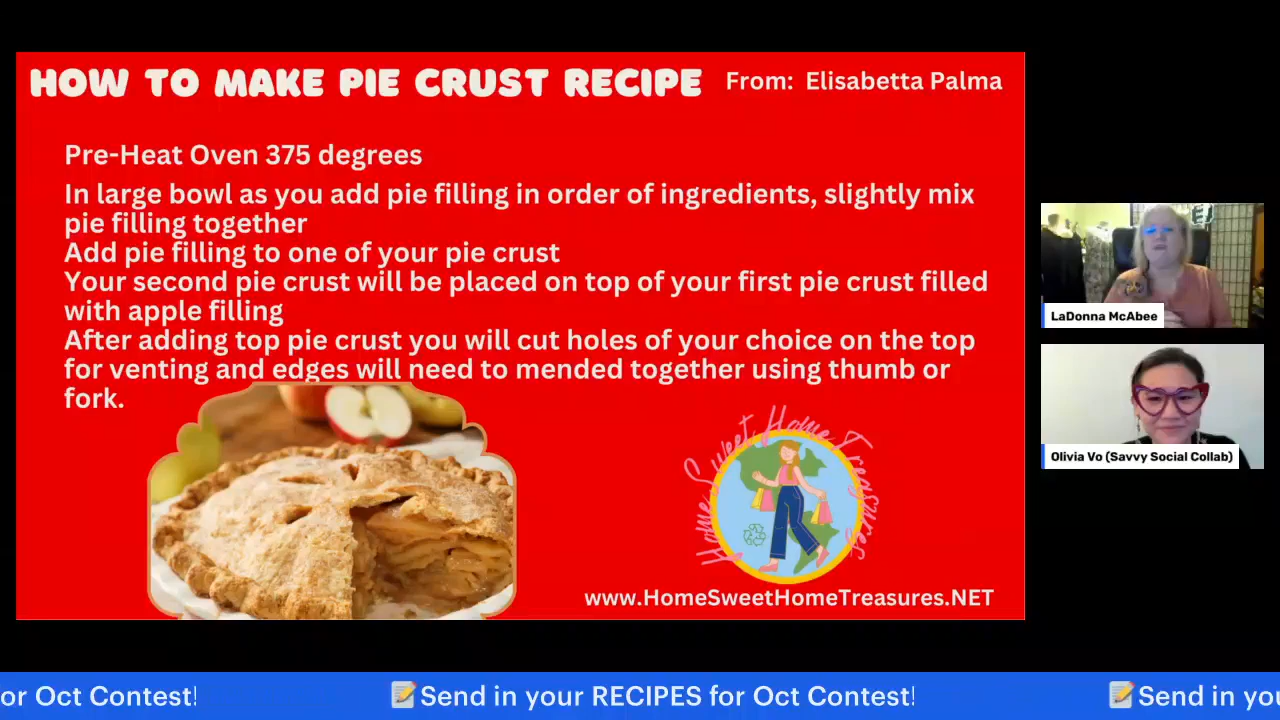 HOW TO MAKE PIE CRUST RECIPE
From: Elisabetta Palma
Pre-Heat Oven 375 degrees
In large bowl as you add pie filling in order of ingredients, slightly mix
pie filling together
Add pie filling to one of your pie crust
Your second pie crust will be placed on top of your first pie crust filled
with apple filling
After adding top pie crust you will cut holes of your choice on the top
for venting and edges will need to mended together using thumb or
fork.
Home Sweet Home Treasures
www.HomeSweetHomeTreasures.NET
LaDonna McAbee
Olivia Vo (Savvy Social Collab)
or Oct Contest! 📝Send in your RECIPES for Oct Contest! 📝Send in you